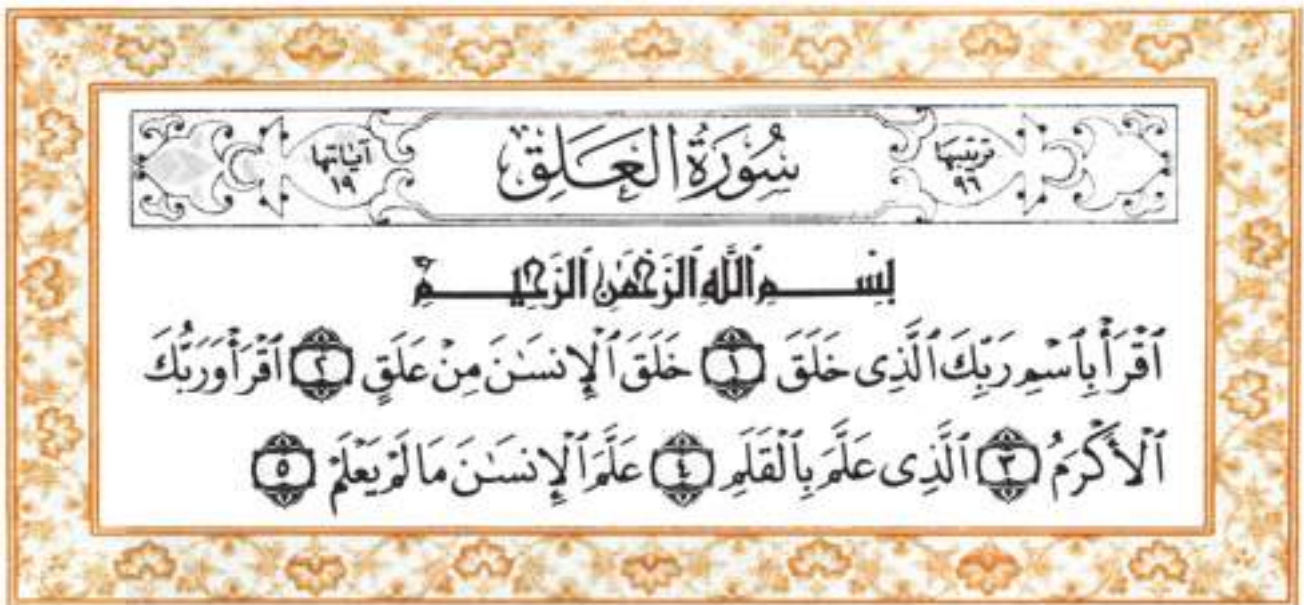 ترتيبها ٩٦
سُورَةُ الْعَلَقِ
آياتها ١٩
بِسْمِ ٱللَّهِ ٱلرَّحْمَٰنِ ٱلرَّحِيمِ
ٱقْرَأْ بِٱسْمِ رَبِّكَ ٱلَّذِى خَلَقَ ١ خَلَقَ ٱلْإِنسَٰنَ مِنْ عَلَقٍ ٢ ٱقْرَأْ وَرَبُّكَ
ٱلْأَكْرَمُ ٣ ٱلَّذِى عَلَّمَ بِٱلْقَلَمِ ٤ عَلَّمَ ٱلْإِنسَٰنَ مَا لَمْ يَعْلَمْ ٥